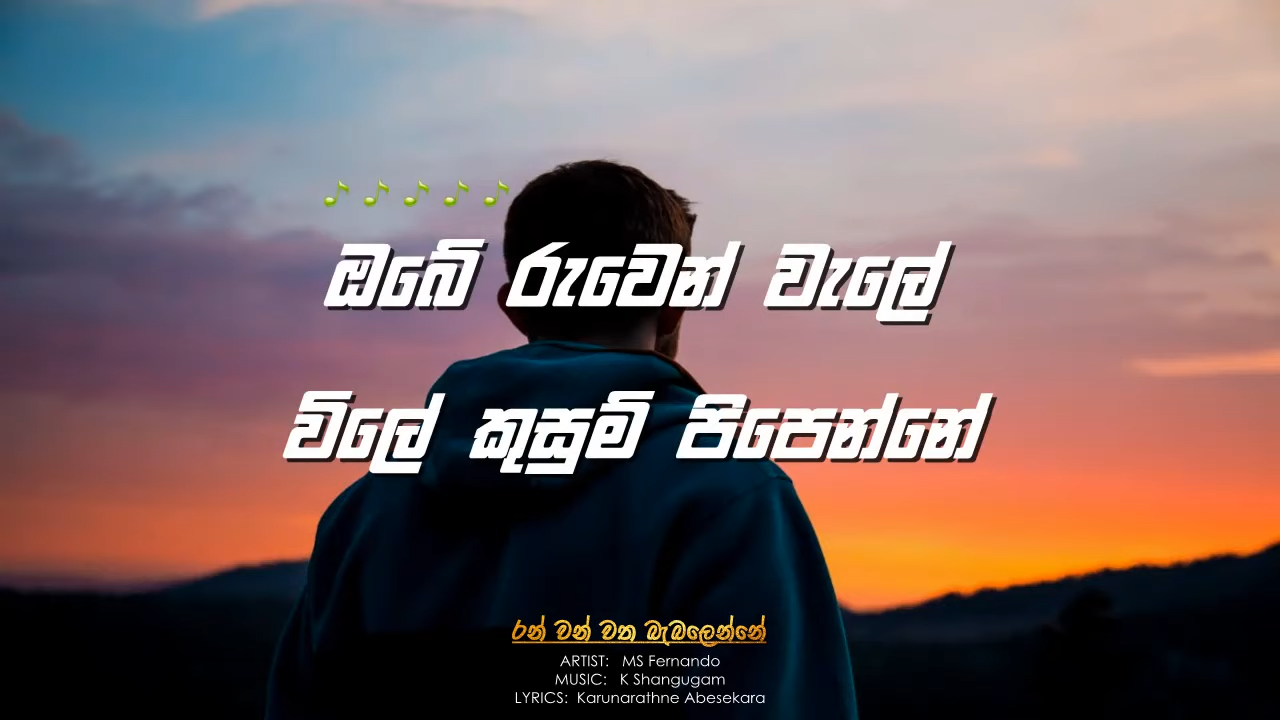 ඔබේ රුවෙන් වැලේ
විලේ කුසුම් පිපෙන්නේ
රන් වන් වත බැබලෙන්නේ
ARTIST: MS Fernando
MUSIC: K Shangugam
LYRICS: Karunarathne Abesekara